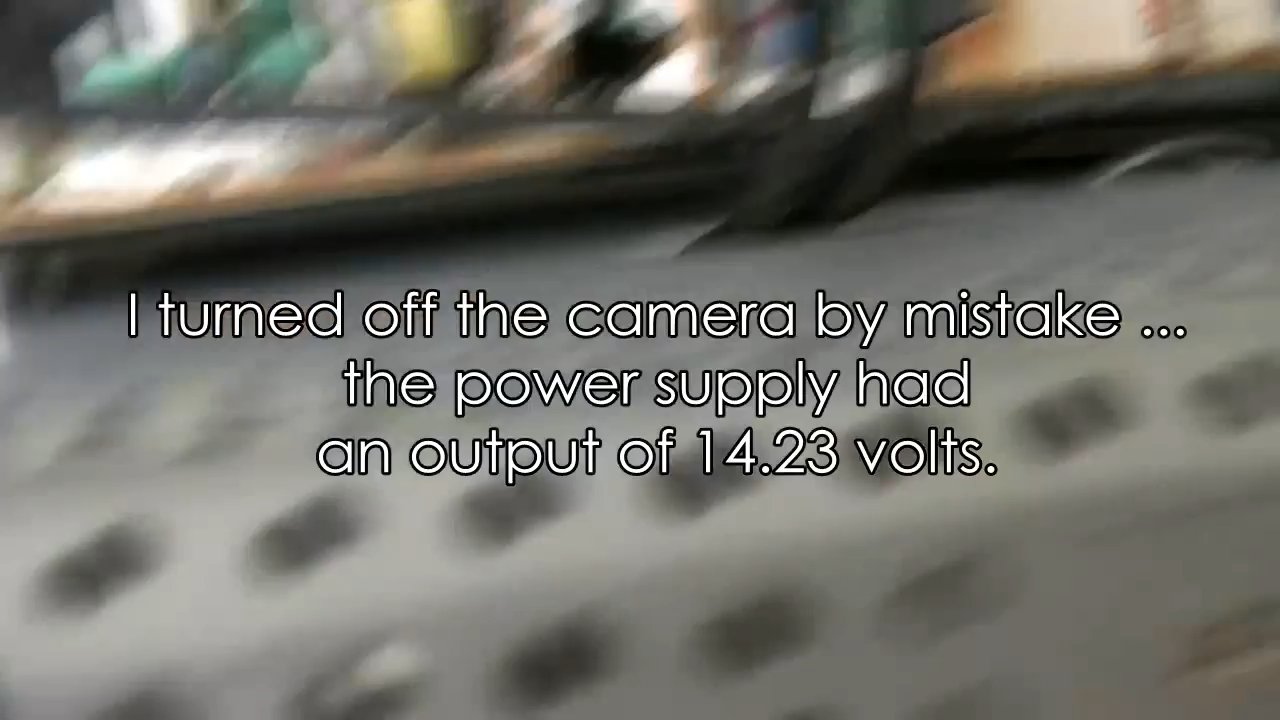 I turned off the camera by mistake ...
the power supply had
an output of 14.23 volts.